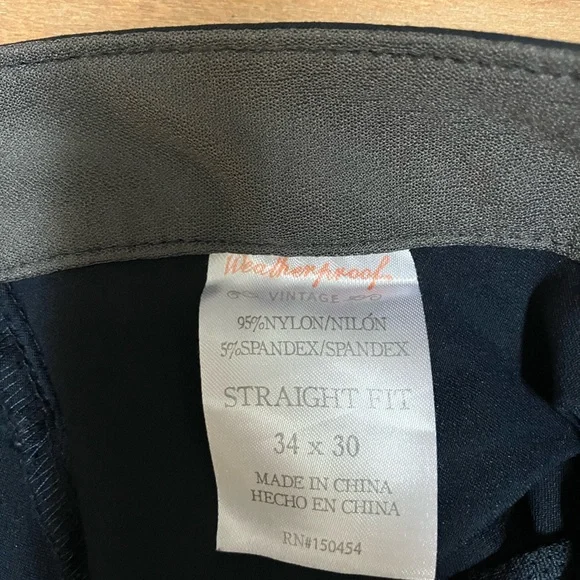 Weatherproof
VINTAGE
95%NYLON/NILÓN
5%SPANDEX/SPANDEX
STRAIGHT FIT
34 x 30
MADE IN CHINA
HECHO EN CHINA
RN#150454